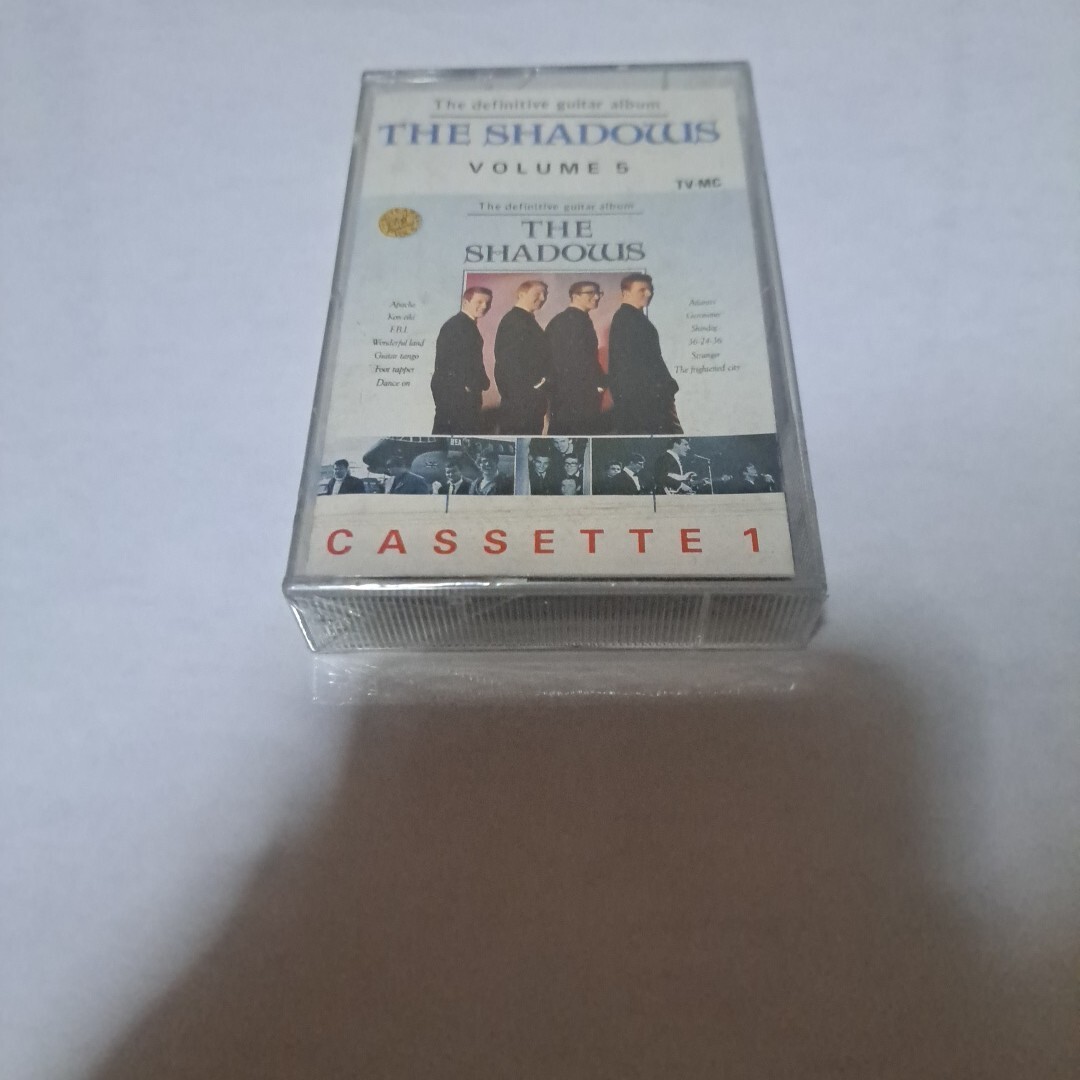 The definitive guitar album
THE SHADOWS
VOLUME 5
TV-MC
The definitive guitar album
THE
SHADOWS
Apache
Kon-tiki
F.B.I.
Wonderful land
Guitar tango
Foot tapper
Dance on
Atlantis
Geronimo
Shindig
36-24-36
Stranger
The frightened city
BEA
CASSETTE 1